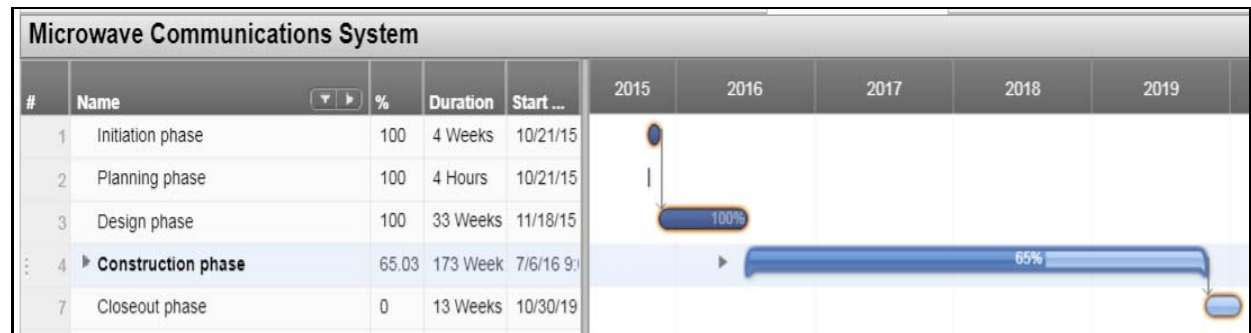 Microwave Communications System
# Name % Duration Start ... 2015 2016 2017 2018 2019
1 Initiation phase 100 4 Weeks 10/21/15
2 Planning phase 100 4 Hours 10/21/15
3 Design phase 100 33 Weeks 11/18/15 100%
4 Construction phase 65.03 173 Week 7/6/16 9: 65%
7 Closeout phase 0 13 Weeks 10/30/19